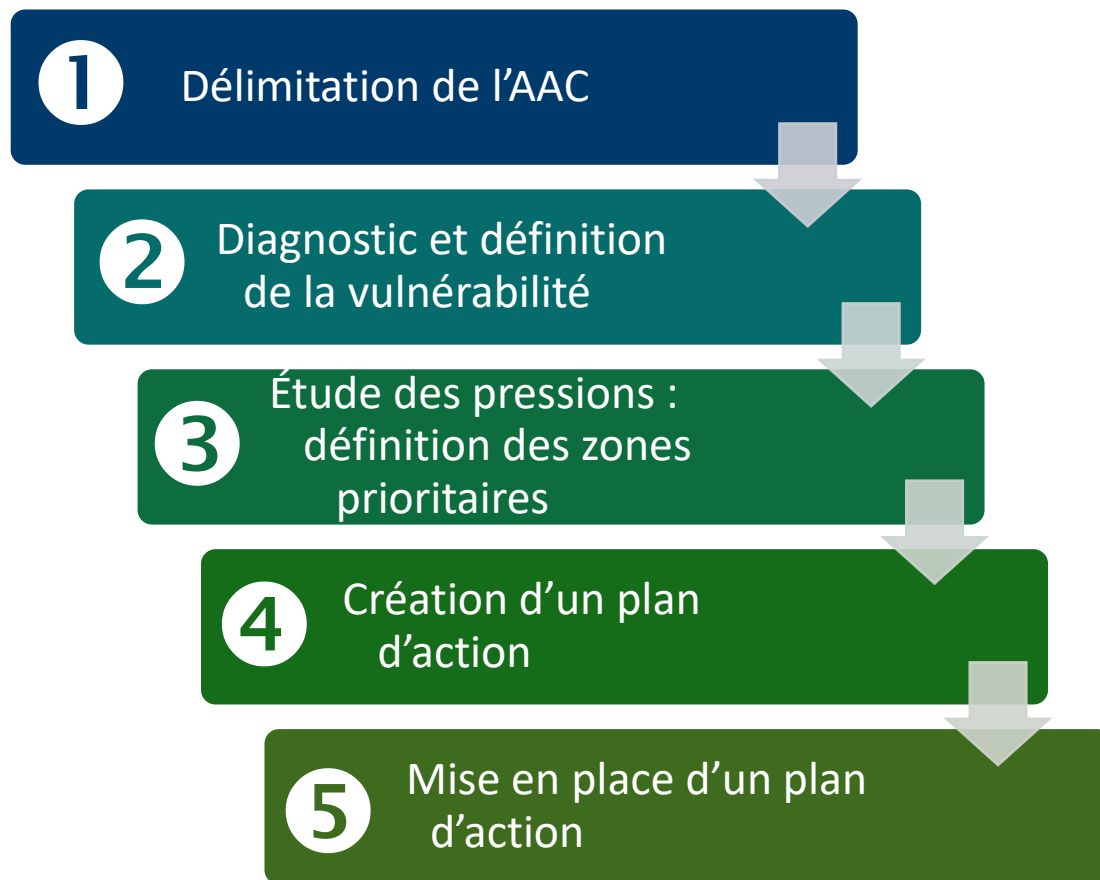 1 Délimitation de l’AAC
2 Diagnostic et définition
de la vulnérabilité
3 Étude des pressions :
définition des zones
prioritaires
4 Création d’un plan
d’action
5 Mise en place d’un plan
d’action